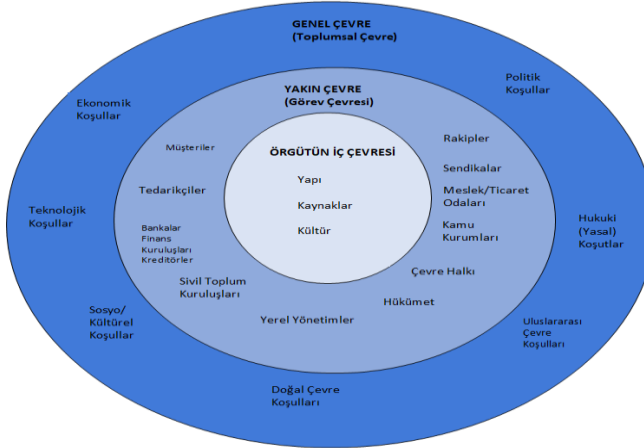 GENEL ÇEVRE
(Toplumsal Çevre)
Politik
Koşullar
Ekonomik
Koşullar
YAKIN ÇEVRE
(Görev Çevresi)
Müşteriler
ÖRGÜTÜN İÇ ÇEVRESİ
Rakipler
Sendikalar
Yapı
Tedarikçiler
Meslek/Ticaret
Odaları
Kaynaklar
Teknolojik
Koşullar
Kültür
Kamu
Kurumları
Hukuki
(Yasal)
Koşutlar
Bankalar
Finans
Kuruluşları
Kreditörler
Çevre Halkı
Sivil Toplum
Kuruluşları
Hükümet
Sosyo/
Kültürel
Koşullar
Yerel Yönetimler
Uluslararası
Çevre
Koşulları
Doğal Çevre
Koşulları